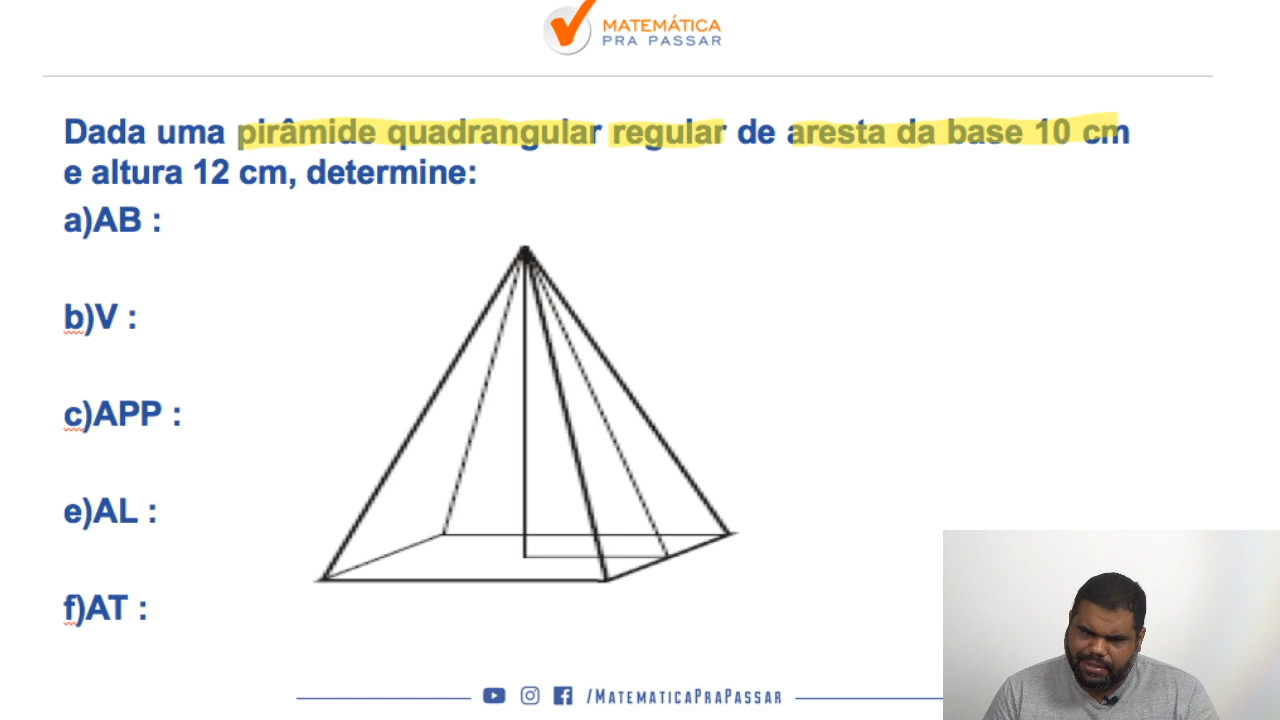 MATEMÁTICA
PRA PASSAR
Dada uma pirâmide quadrangular regular de aresta da base 10 cm
e altura 12 cm, determine:
a)AB :
b)V :
c)APP :
e)AL :
f)AT :
/MATEMATICAPRAPASSAR